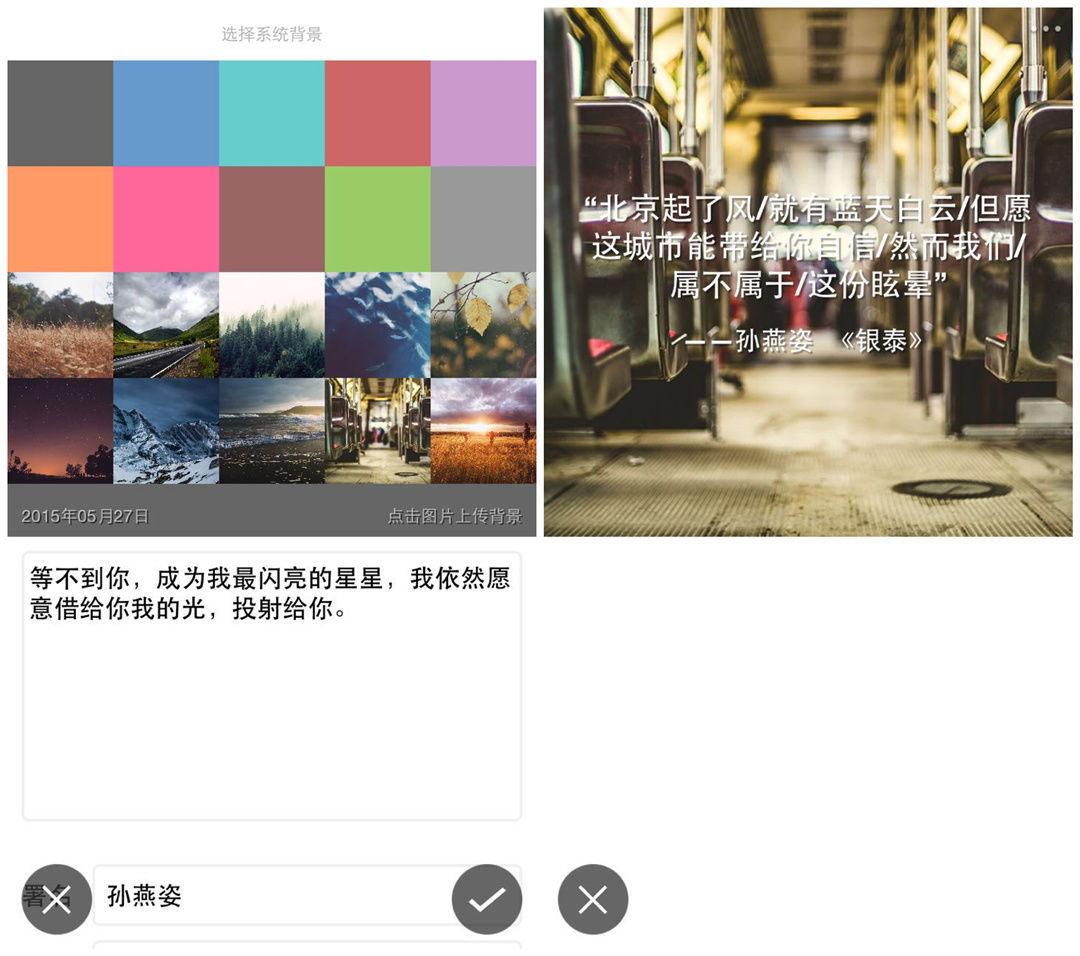 选择系统背景
2015年05月27日
点击图片上传背景
等不到你，成为我最闪亮的星星，我依然愿
意借给你我的光，投射给你。
署名
孙燕姿
“北京起了风/就有蓝天白云/但愿
这城市能带给你自信/然而我们/
属不属于/这份眩晕”
——孙燕姿 《银泰》